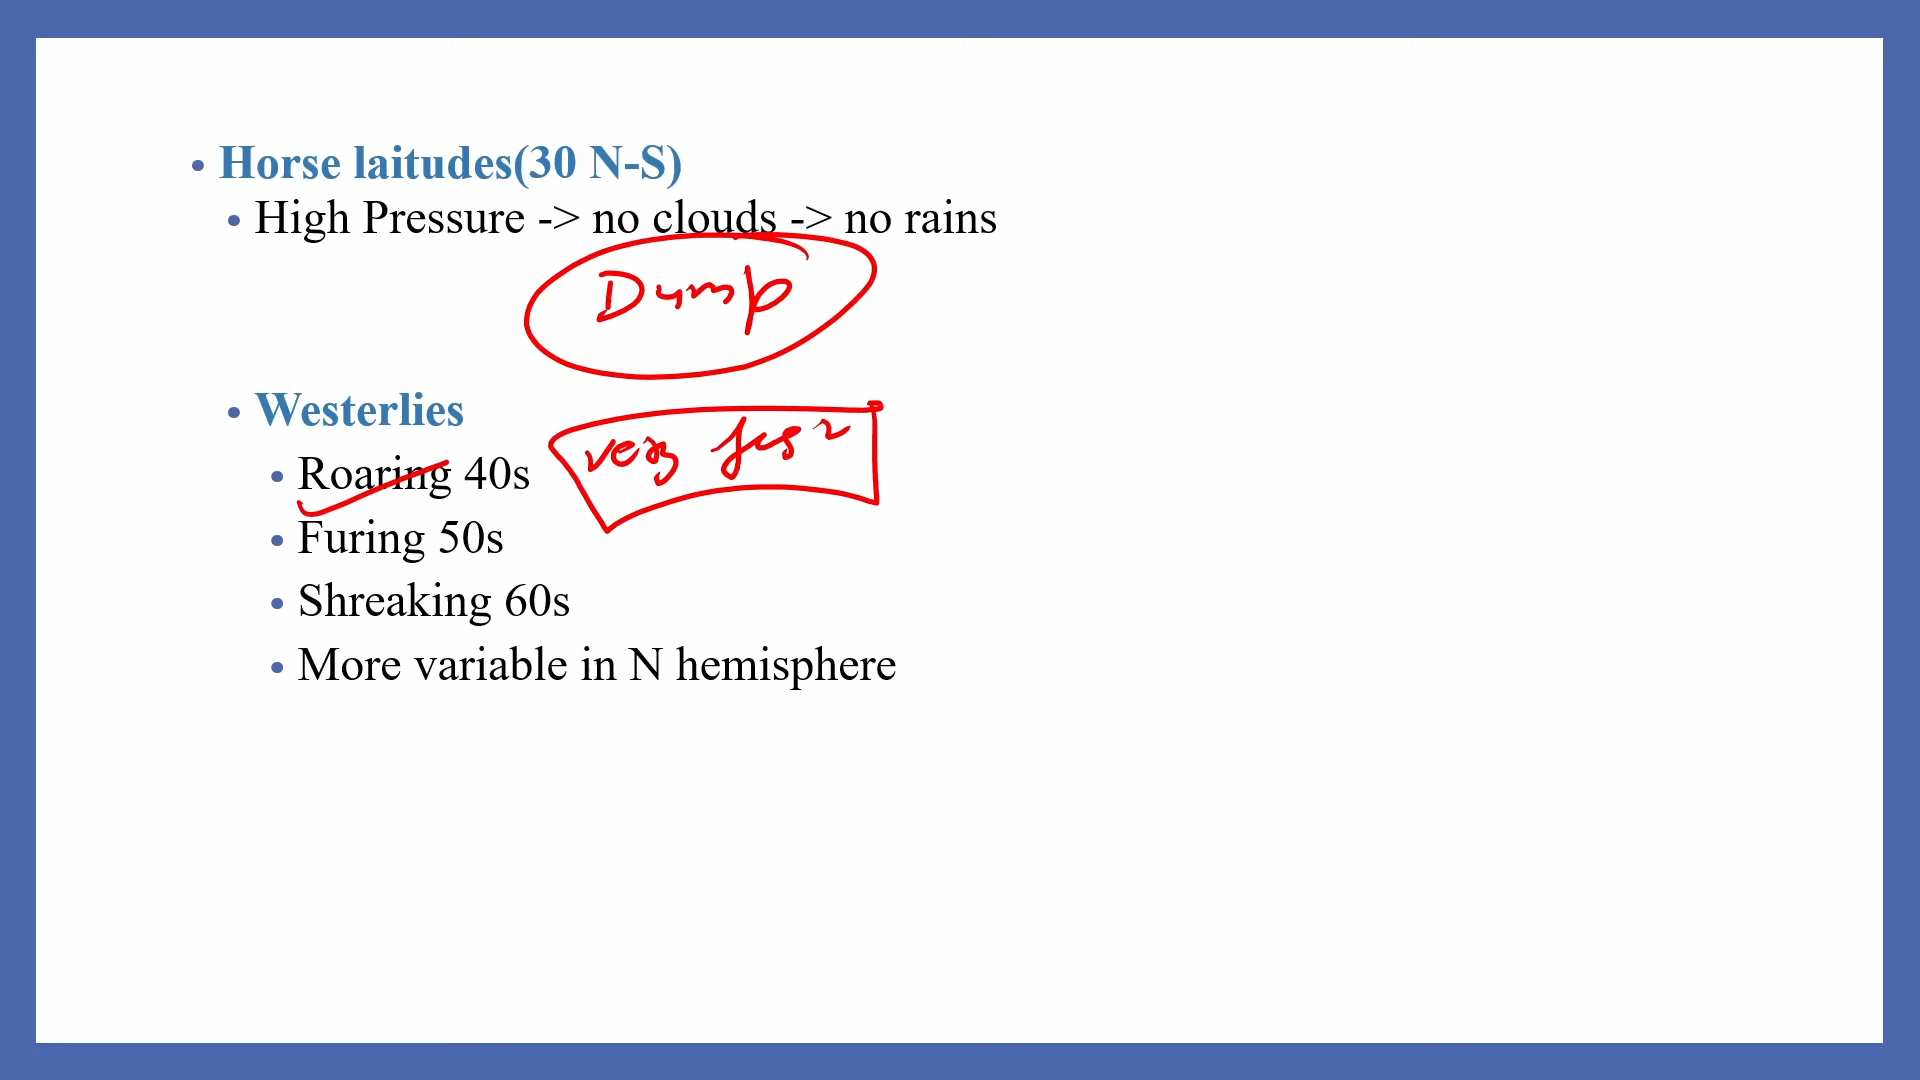 Horse laitudes(30 N-S)
High Pressure -> no clouds -> no rains
Dump
Westerlies
very
Roaring 40s
Furing 50s
Shreaking 60s
More variable in N hemisphere